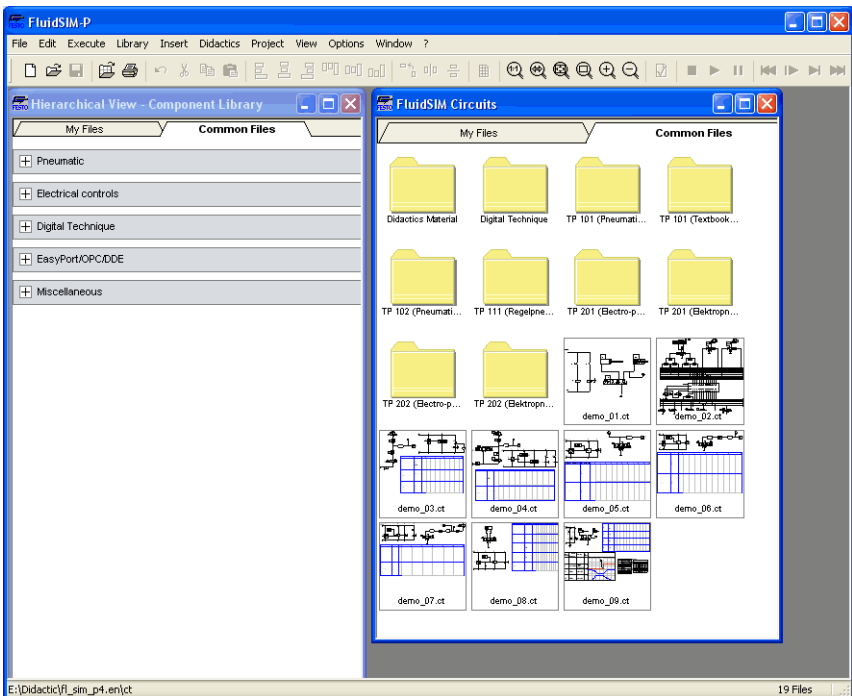 FluidSIM-P
File Edit Execute Library Insert Didactics Project View Options Window ?
Hierarchical View - Component Library
My Files Common Files
Pneumatic
Electrical controls
Digital Technique
EasyPort/OPC/DDE
Miscellaneous
FluidSIM Circuits
My Files Common Files
Didactics Material Digital Technique TP 101 (Pneumati... TP 101 (Textbook...
TP 102 (Pneumati... TP 111 (Regelpne... TP 201 (Electro-p... TP 201 (Elektropn...
TP 202 (Electro-p... TP 202 (Elektropn... demo_01.ct demo_02.ct
demo_03.ct demo_04.ct demo_05.ct demo_06.ct
demo_07.ct demo_08.ct demo_09.ct
E:\Didactic\fl_sim_p4.en\ct 19 Files